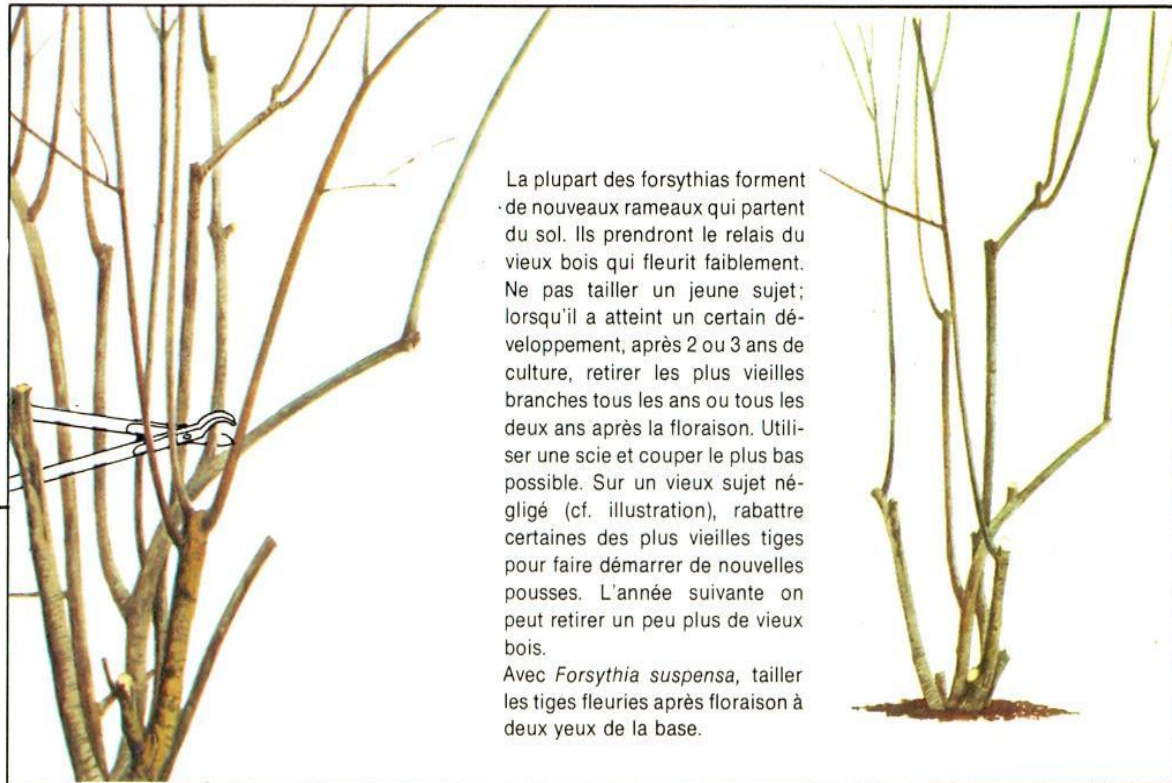 La plupart des forsythias forment
de nouveaux rameaux qui partent
du sol. Ils prendront le relais du
vieux bois qui fleurit faiblement.
Ne pas tailler un jeune sujet;
lorsqu'il a atteint un certain dé-
veloppement, après 2 ou 3 ans de
culture, retirer les plus vieilles
branches tous les ans ou tous les
deux ans après la floraison. Utili-
ser une scie et couper le plus bas
possible. Sur un vieux sujet né-
gligé (cf. illustration), rabattre
certaines des plus vieilles tiges
pour faire démarrer de nouvelles
pousses. L'année suivante on
peut retirer un peu plus de vieux
bois.
Avec Forsythia suspensa, tailler
les tiges fleuries après floraison à
deux yeux de la base.